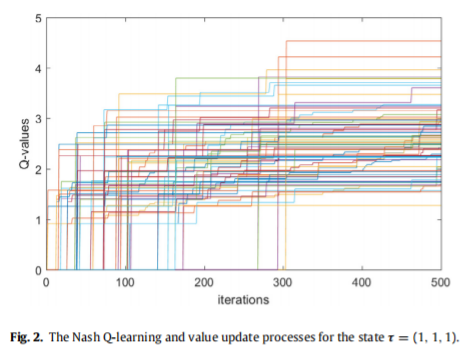 5
4
3
2
1
0
Q-values
0 100 200 300 400 500
iterations
Fig. 2. The Nash Q-learning and value update processes for the state τ = (1, 1, 1).